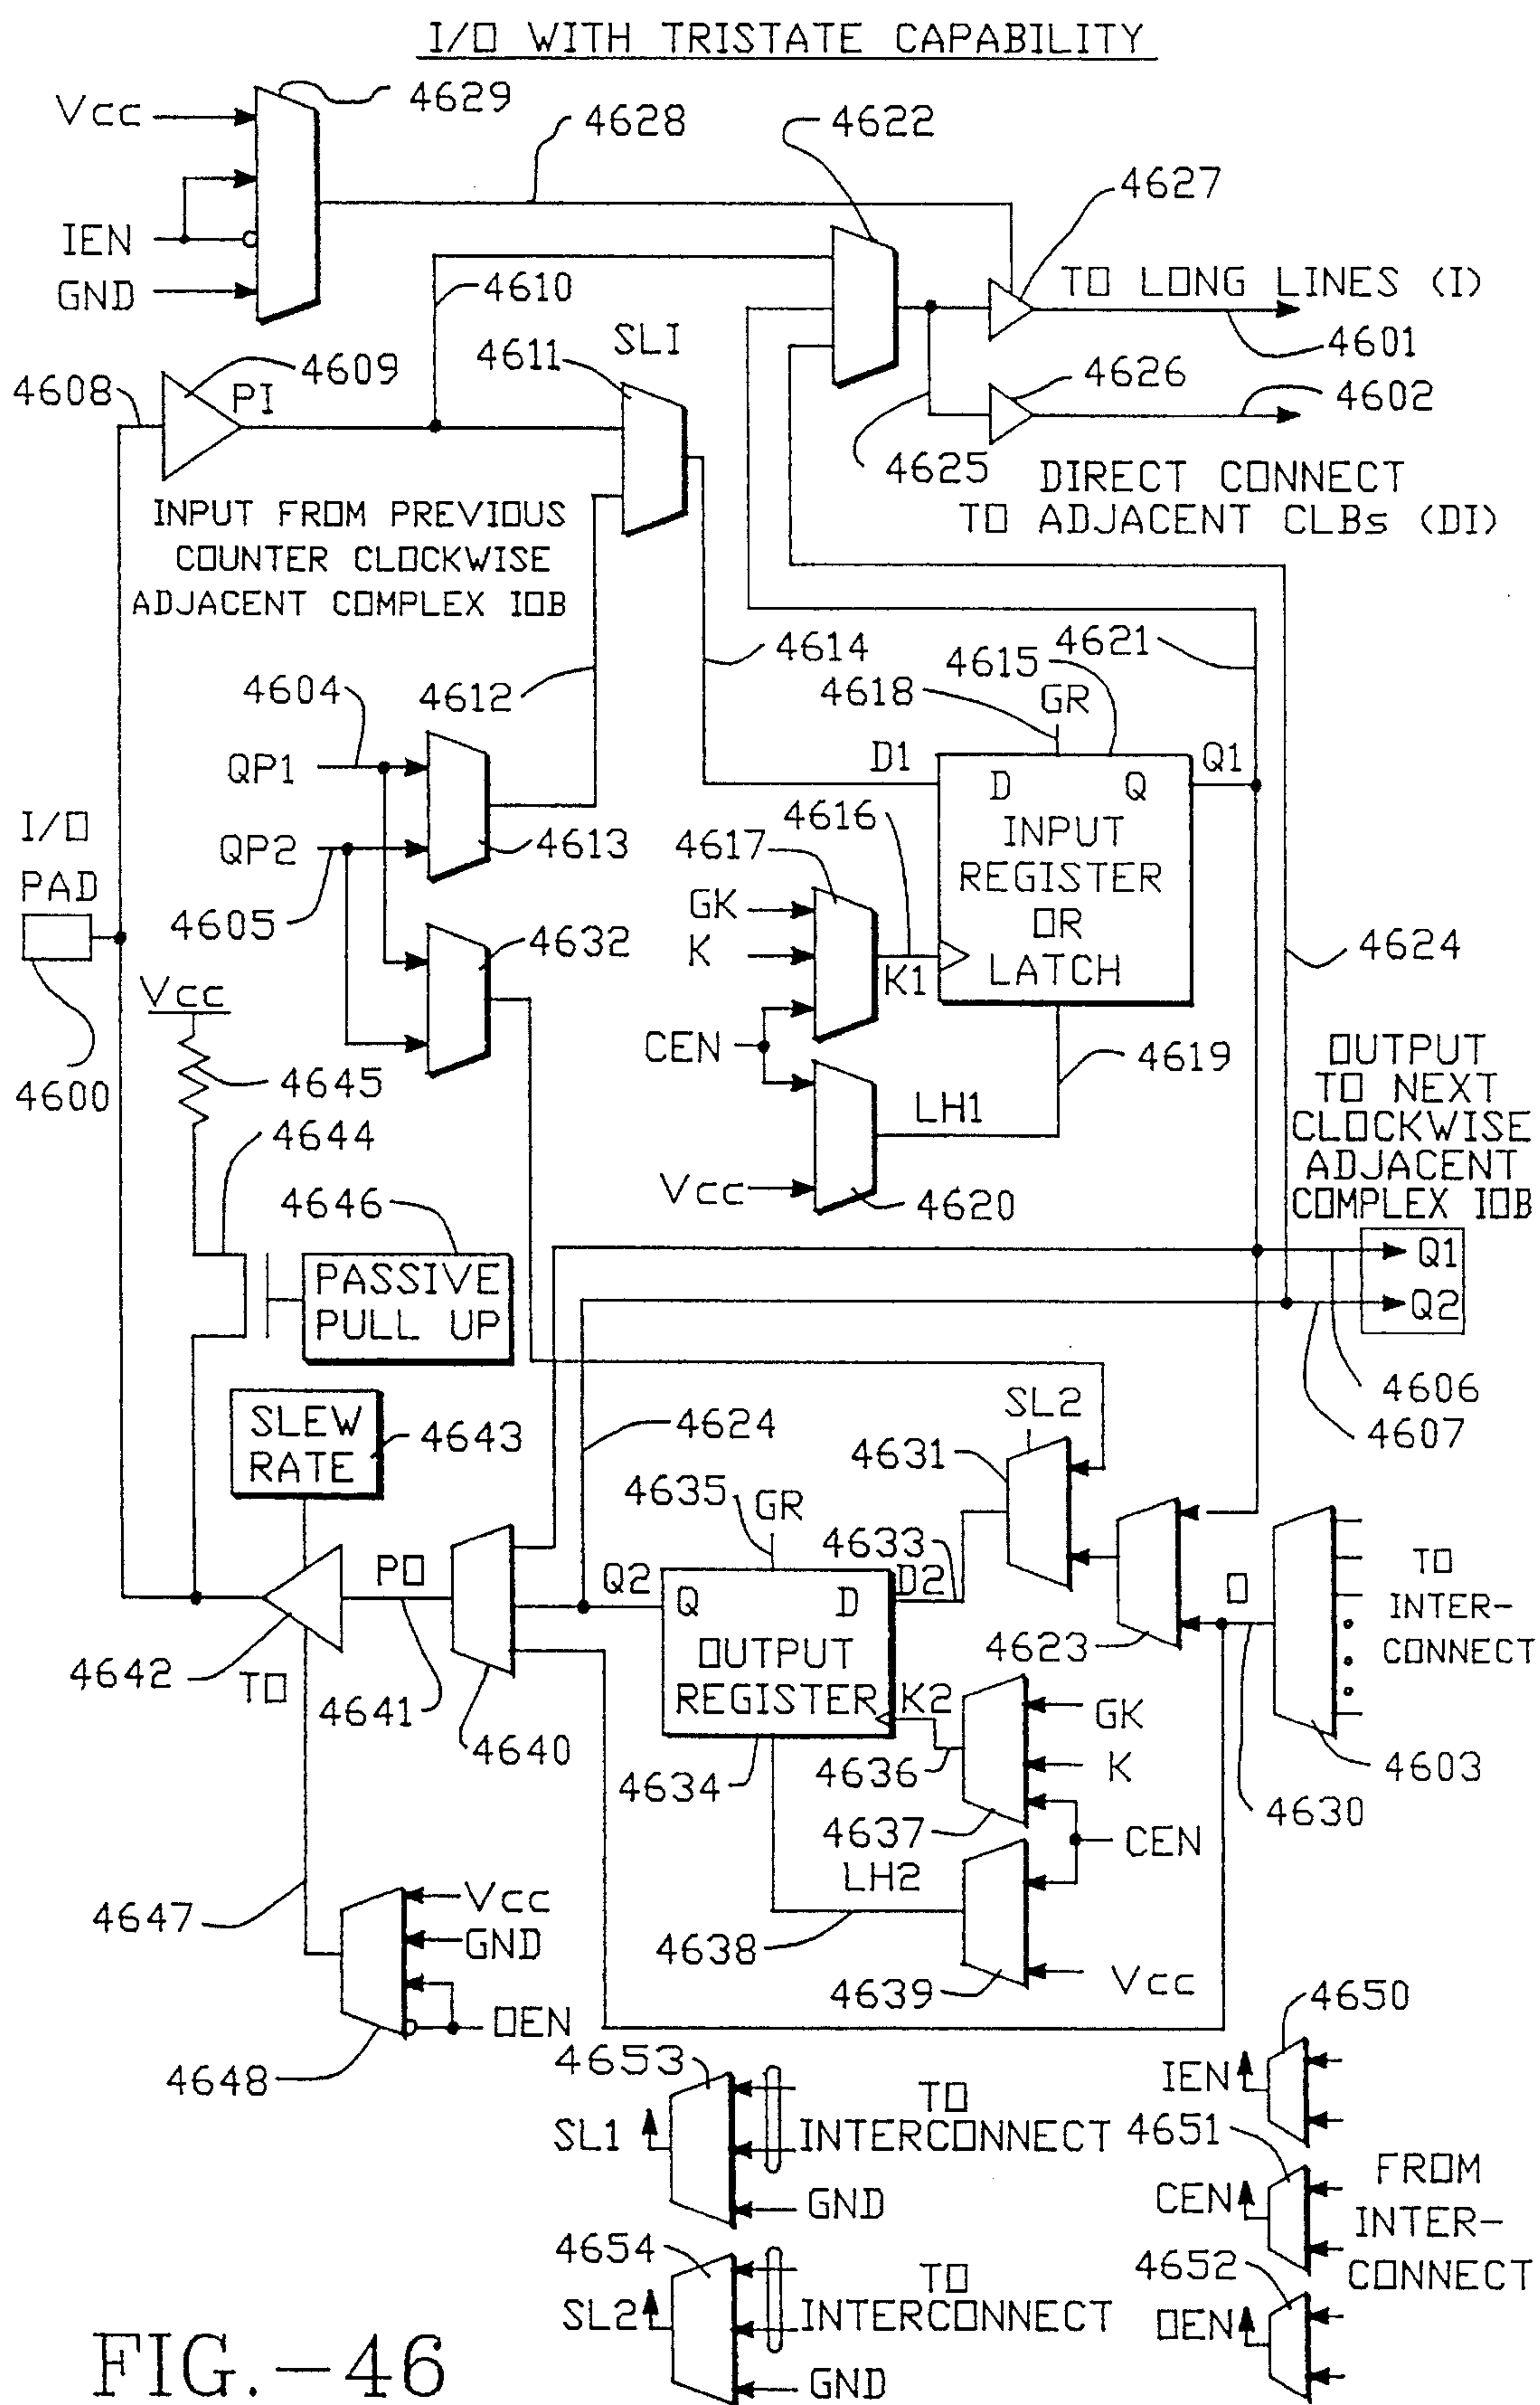 I/O WITH TRISTATE CAPABILITY
4629
Vcc
4628
4622
4627
IEN
GND
4610
TO LONG LINES (I)
4601
4608
4609
PI
4611
SLI
4626
4602
4625
DIRECT CONNECT
TO ADJACENT CLBs (DI)
INPUT FROM PREVIOUS
COUNTER CLOCKWISE
ADJACENT COMPLEX IOB
4614
4621
4604
4612
4618
4615
GR
QP1
D1
D
Q
Q1
I/O
PAD
QP2
4613
4617
4616
INPUT
REGISTER
OR
LATCH
4605
4632
GK
K
K1
4624
Vcc
CEN
4600
4645
4619
OUTPUT
TO NEXT
CLOCKWISE
ADJACENT
COMPLEX IOB
4644
LH1
4646
Vcc
4620
PASSIVE
PULL UP
Q1
Q2
4606
4607
SLEW
RATE
4643
4624
SL2
4631
4635
GR
4633
PO
Q2
Q
D
D2
O
TO
INTER-
CONNECT
4642
TO
4641
4640
OUTPUT
REGISTER
4623
K2
GK
4634
4636
K
4603
4630
4637
CEN
4647
Vcc
GND
LH2
4638
4639
Vcc
OEN
4648
4650
4653
IEN
SL1
TO
INTERCONNECT
4651
GND
CEN
FROM
INTER-
CONNECT
4654
4652
SL2
TO
INTERCONNECT
OEN
GND
FIG.-46